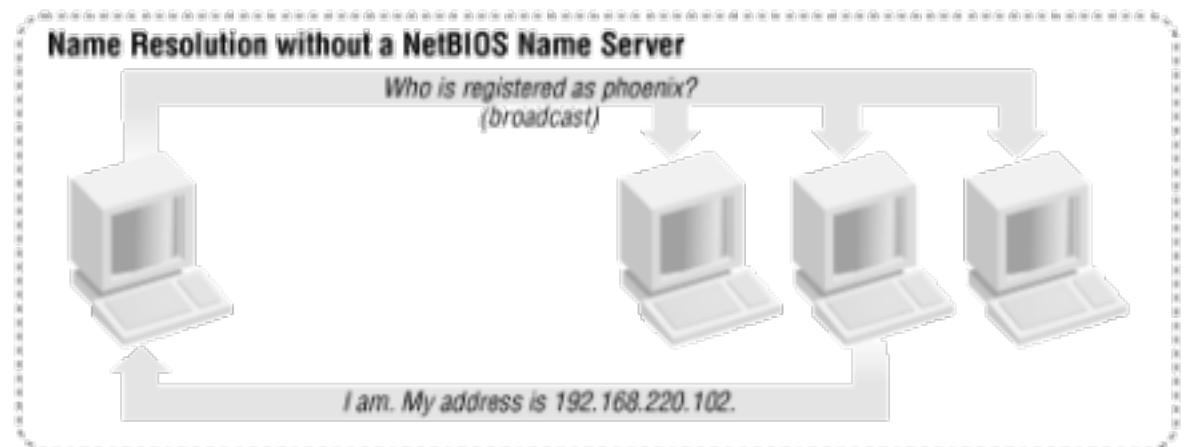 Name Resolution without a NetBIOS Name Server
Who is registered as phoenix?
(broadcast)
I am. My address is 192.168.220.102.